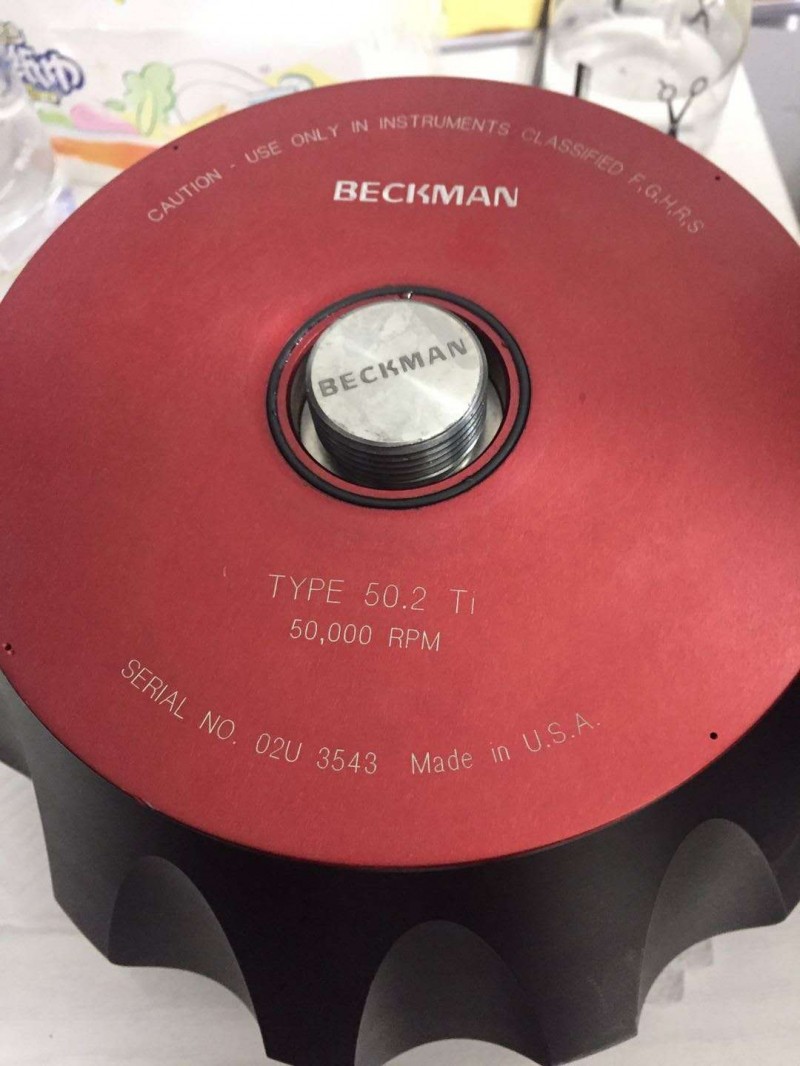 CAUTION - USE ONLY IN INSTRUMENTS CLASSIFIED F,G,H,R,S
BECKMAN
BECKMAN
TYPE 50.2 Ti
50,000 RPM
SERIAL NO. 02U 3543 Made in U.S.A.